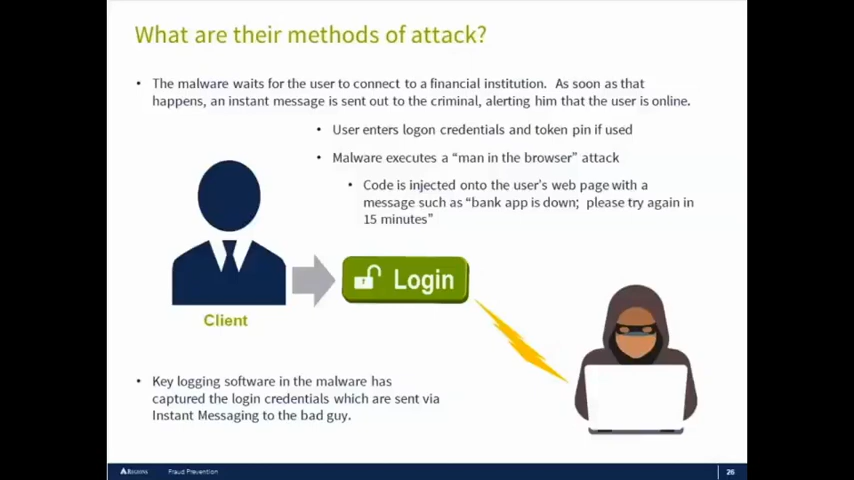 What are their methods of attack?
• The malware waits for the user to connect to a financial institution. As soon as that
happens, an instant message is sent out to the criminal, alerting him that the user is online.
• User enters logon credentials and token pin if used
• Malware executes a “man in the browser” attack
• Code is injected onto the user’s web page with a
message such as “bank app is down; please try again in
15 minutes”
Login
Client
• Key logging software in the malware has
captured the login credentials which are sent via
Instant Messaging to the bad guy.
REGIONS
Fraud Prevention
26